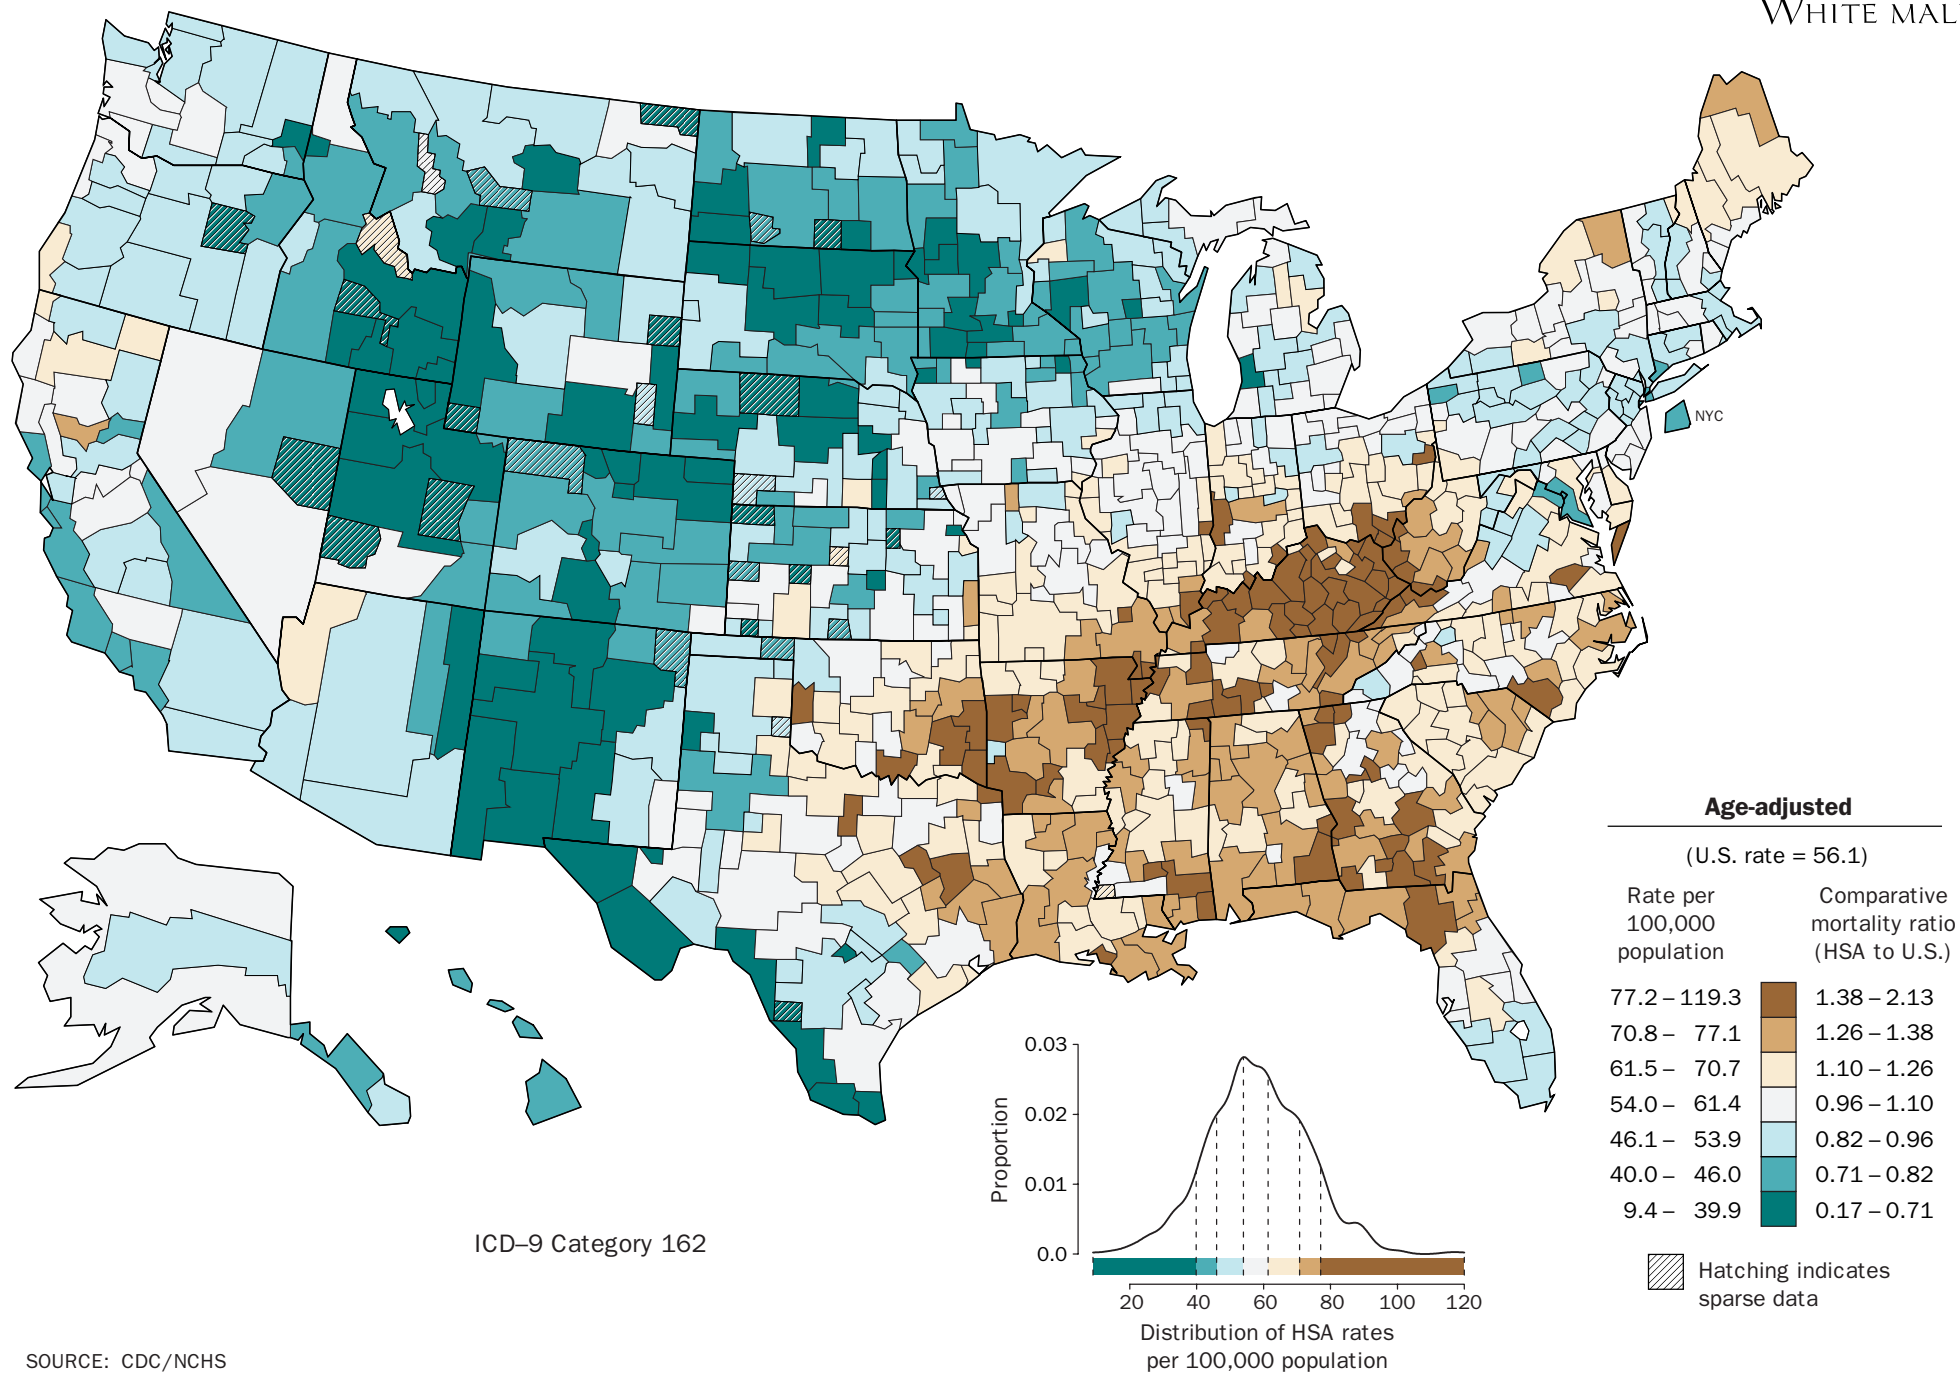 WHITE MAL
NYC
Age-adjusted
(U.S. rate = 56.1)
Rate per
100,000
population
Comparative
mortality ratio
(HSA to U.S.)
77.2 – 119.3 1.38 – 2.13
70.8 – 77.1 1.26 – 1.38
61.5 – 70.7 1.10 – 1.26
54.0 – 61.4 0.96 – 1.10
46.1 – 53.9 0.82 – 0.96
40.0 – 46.0 0.71 – 0.82
9.4 – 39.9 0.17 – 0.71
Hatching indicates
sparse data
0.03
0.02
0.01
0.0
Proportion
20 40 60 80 100 120
Distribution of HSA rates
per 100,000 population
ICD–9 Category 162
SOURCE: CDC/NCHS